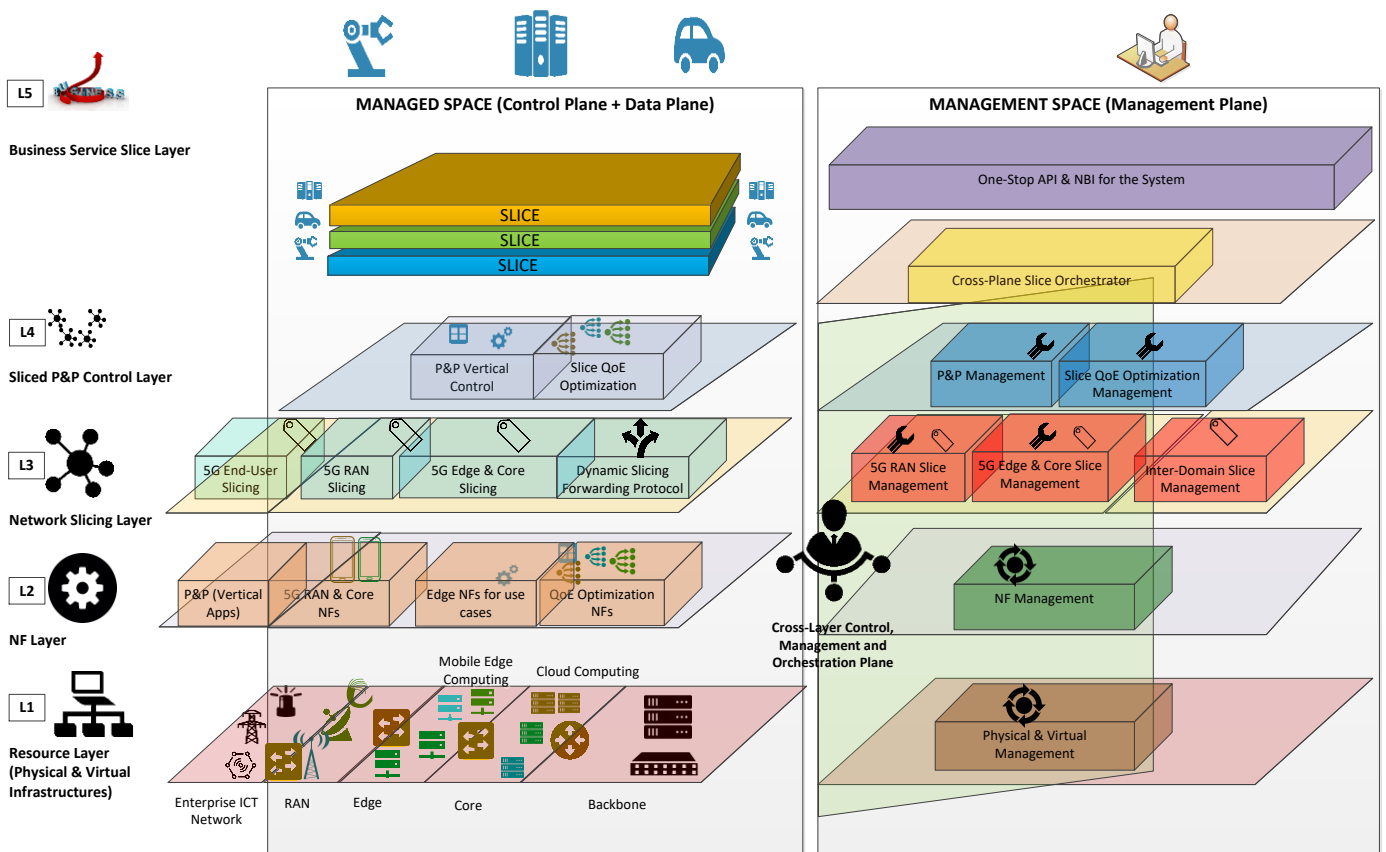 L5
BUSINESS
Business Service Slice Layer
MANAGED SPACE (Control Plane + Data Plane)
SLICE
SLICE
SLICE
MANAGEMENT SPACE (Management Plane)
One-Stop API & NBI for the System
Cross-Plane Slice Orchestrator
L4
Sliced P&P Control Layer
P&P Vertical
Control
Slice QoE
Optimization
P&P Management
Slice QoE Optimization
Management
L3
Network Slicing Layer
5G End-User
Slicing
5G RAN
Slicing
5G Edge & Core
Slicing
Dynamic Slicing
Forwarding Protocol
5G RAN Slice
Management
5G Edge & Core Slice
Management
Inter-Domain Slice
Management
L2
NF Layer
P&P (Vertical
Apps)
5G RAN & Core
NFs
Edge NFs for use
cases
QoE Optimization
NFs
Cross-Layer Control,
Management and
Orchestration Plane
NF Management
L1
Resource Layer
(Physical & Virtual
Infrastructures)
Mobile Edge
Computing
Cloud Computing
Enterprise ICT
Network
RAN
Edge
Core
Backbone
Physical & Virtual
Management